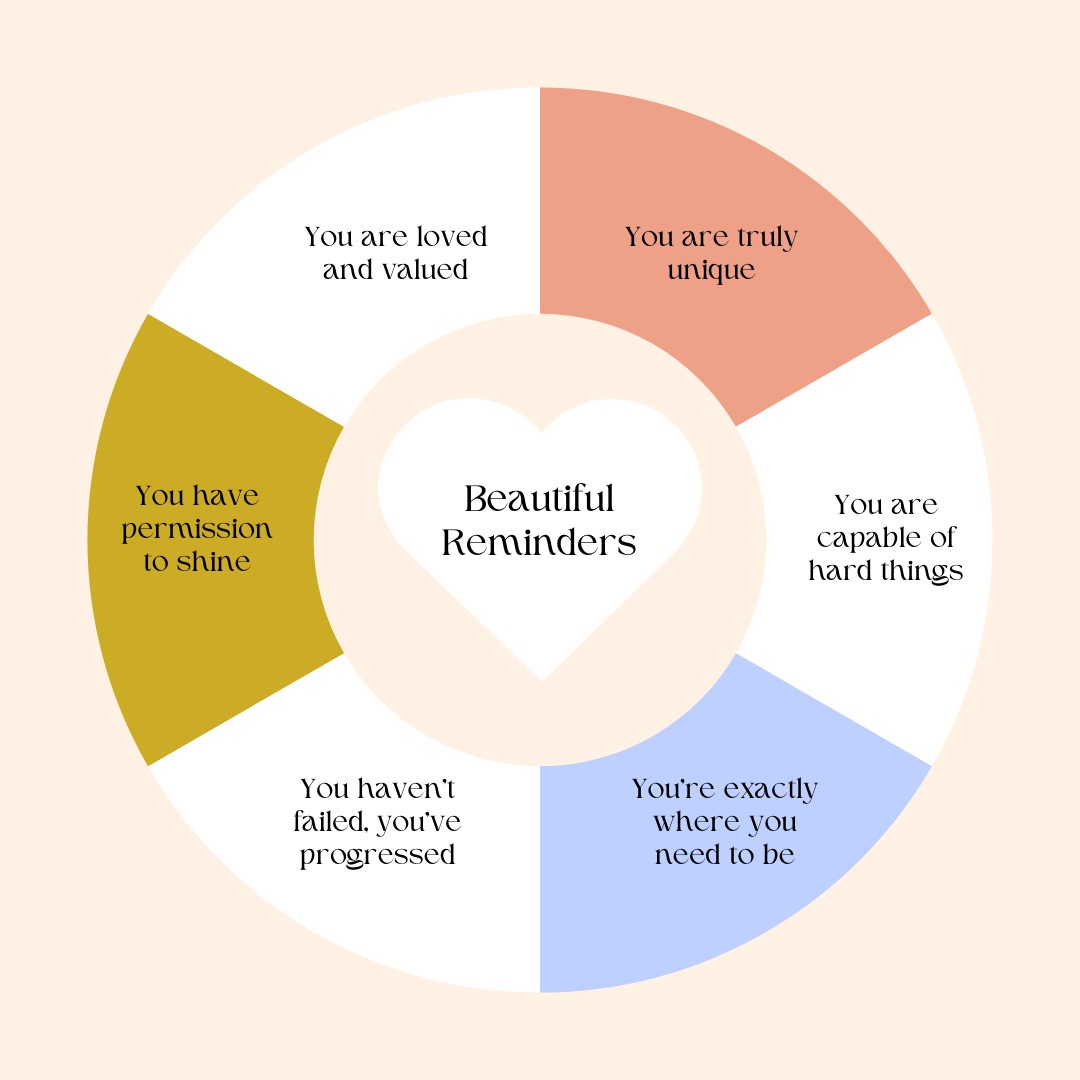 You are loved
and valued
You are truly
unique
You have
permission
to shine
Beautiful
Reminders
You are
capable of
hard things
You haven't
failed, you've
progressed
You're exactly
where you
need to be